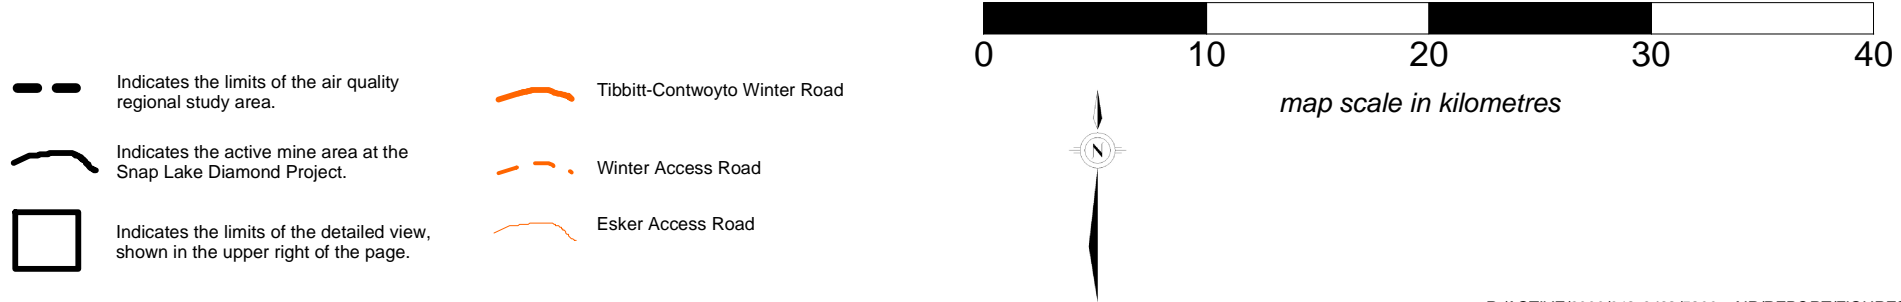 Indicates the limits of the air quality
regional study area.
Indicates the active mine area at the
Snap Lake Diamond Project.
Indicates the limits of the detailed view,
shown in the upper right of the page.
Tibbitt-Contwoyto Winter Road
Winter Access Road
Esker Access Road
0 10 20 30 40
map scale in kilometres
N